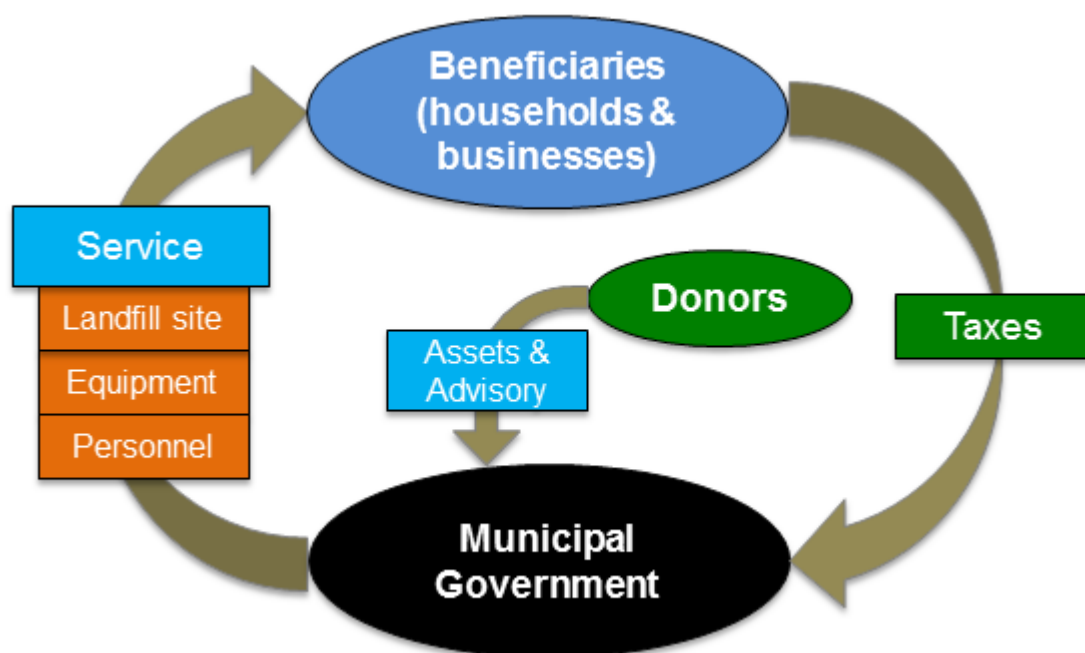 Beneficiaries
(households &
businesses)
Service
Landfill site
Equipment
Personnel
Donors
Assets &
Advisory
Taxes
Municipal
Government